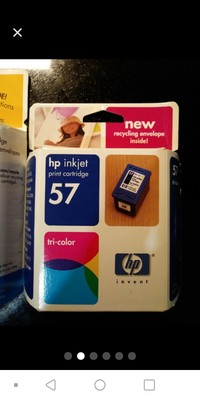 new
recycling envelope
inside!
hp inkjet
print cartridge
57
tri-color
hp
invent
57